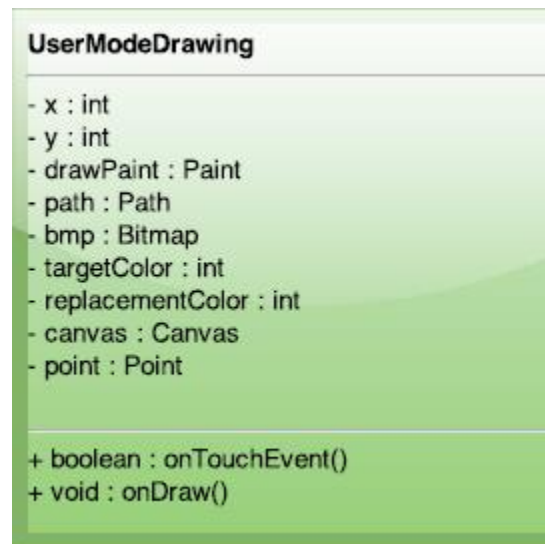 UserModeDrawing
- x : int
- y : int
- drawPaint : Paint
- path : Path
- bmp : Bitmap
- targetColor : int
- replacementColor : int
- canvas : Canvas
- point : Point
+ boolean : onTouchEvent()
+ void : onDraw()